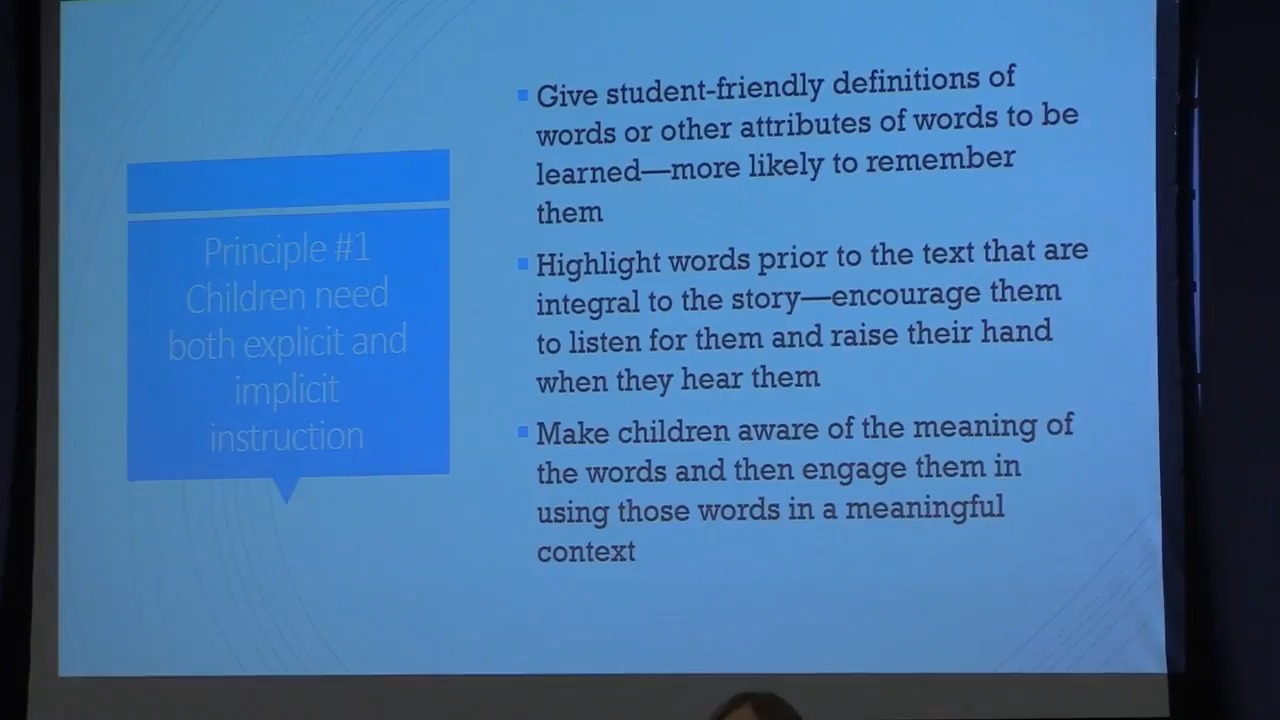 Principle #1
Children need
both explicit and
implicit
instruction
Give student-friendly definitions of
words or other attributes of words to be
learned—more likely to remember
them
Highlight words prior to the text that are
integral to the story—encourage them
to listen for them and raise their hand
when they hear them
Make children aware of the meaning of
the words and then engage them in
using those words in a meaningful
context